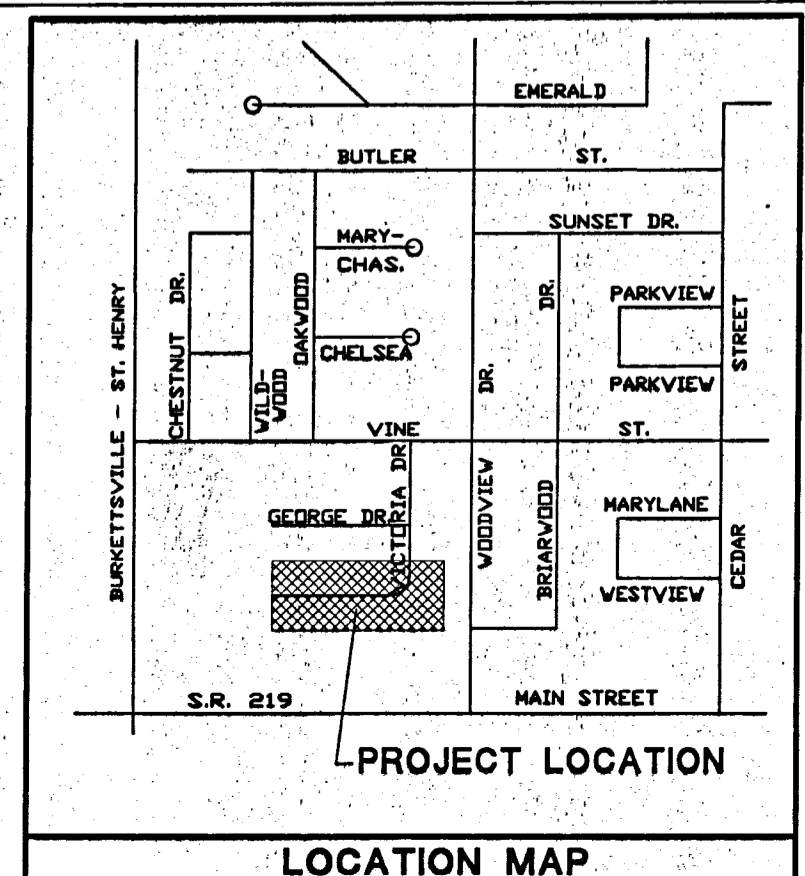 EMERALD
BUTLER ST.
SUNSET DR.
MARY-
CHAS.
PARKVIEW
CHESTNUT DR.
OAKWOOD
CHELSEA
DR.
DR.
STREET
PARKVIEW
WILD-
WOOD
VINE ST.
BURKETTSVILLE - ST. HENRY
GEORGE DR.
VICTORIA DR
WOODVIEW
BRIARWOOD
MARYLANE
CEDAR
WESTVIEW
S.R. 219 MAIN STREET
PROJECT LOCATION
LOCATION MAP